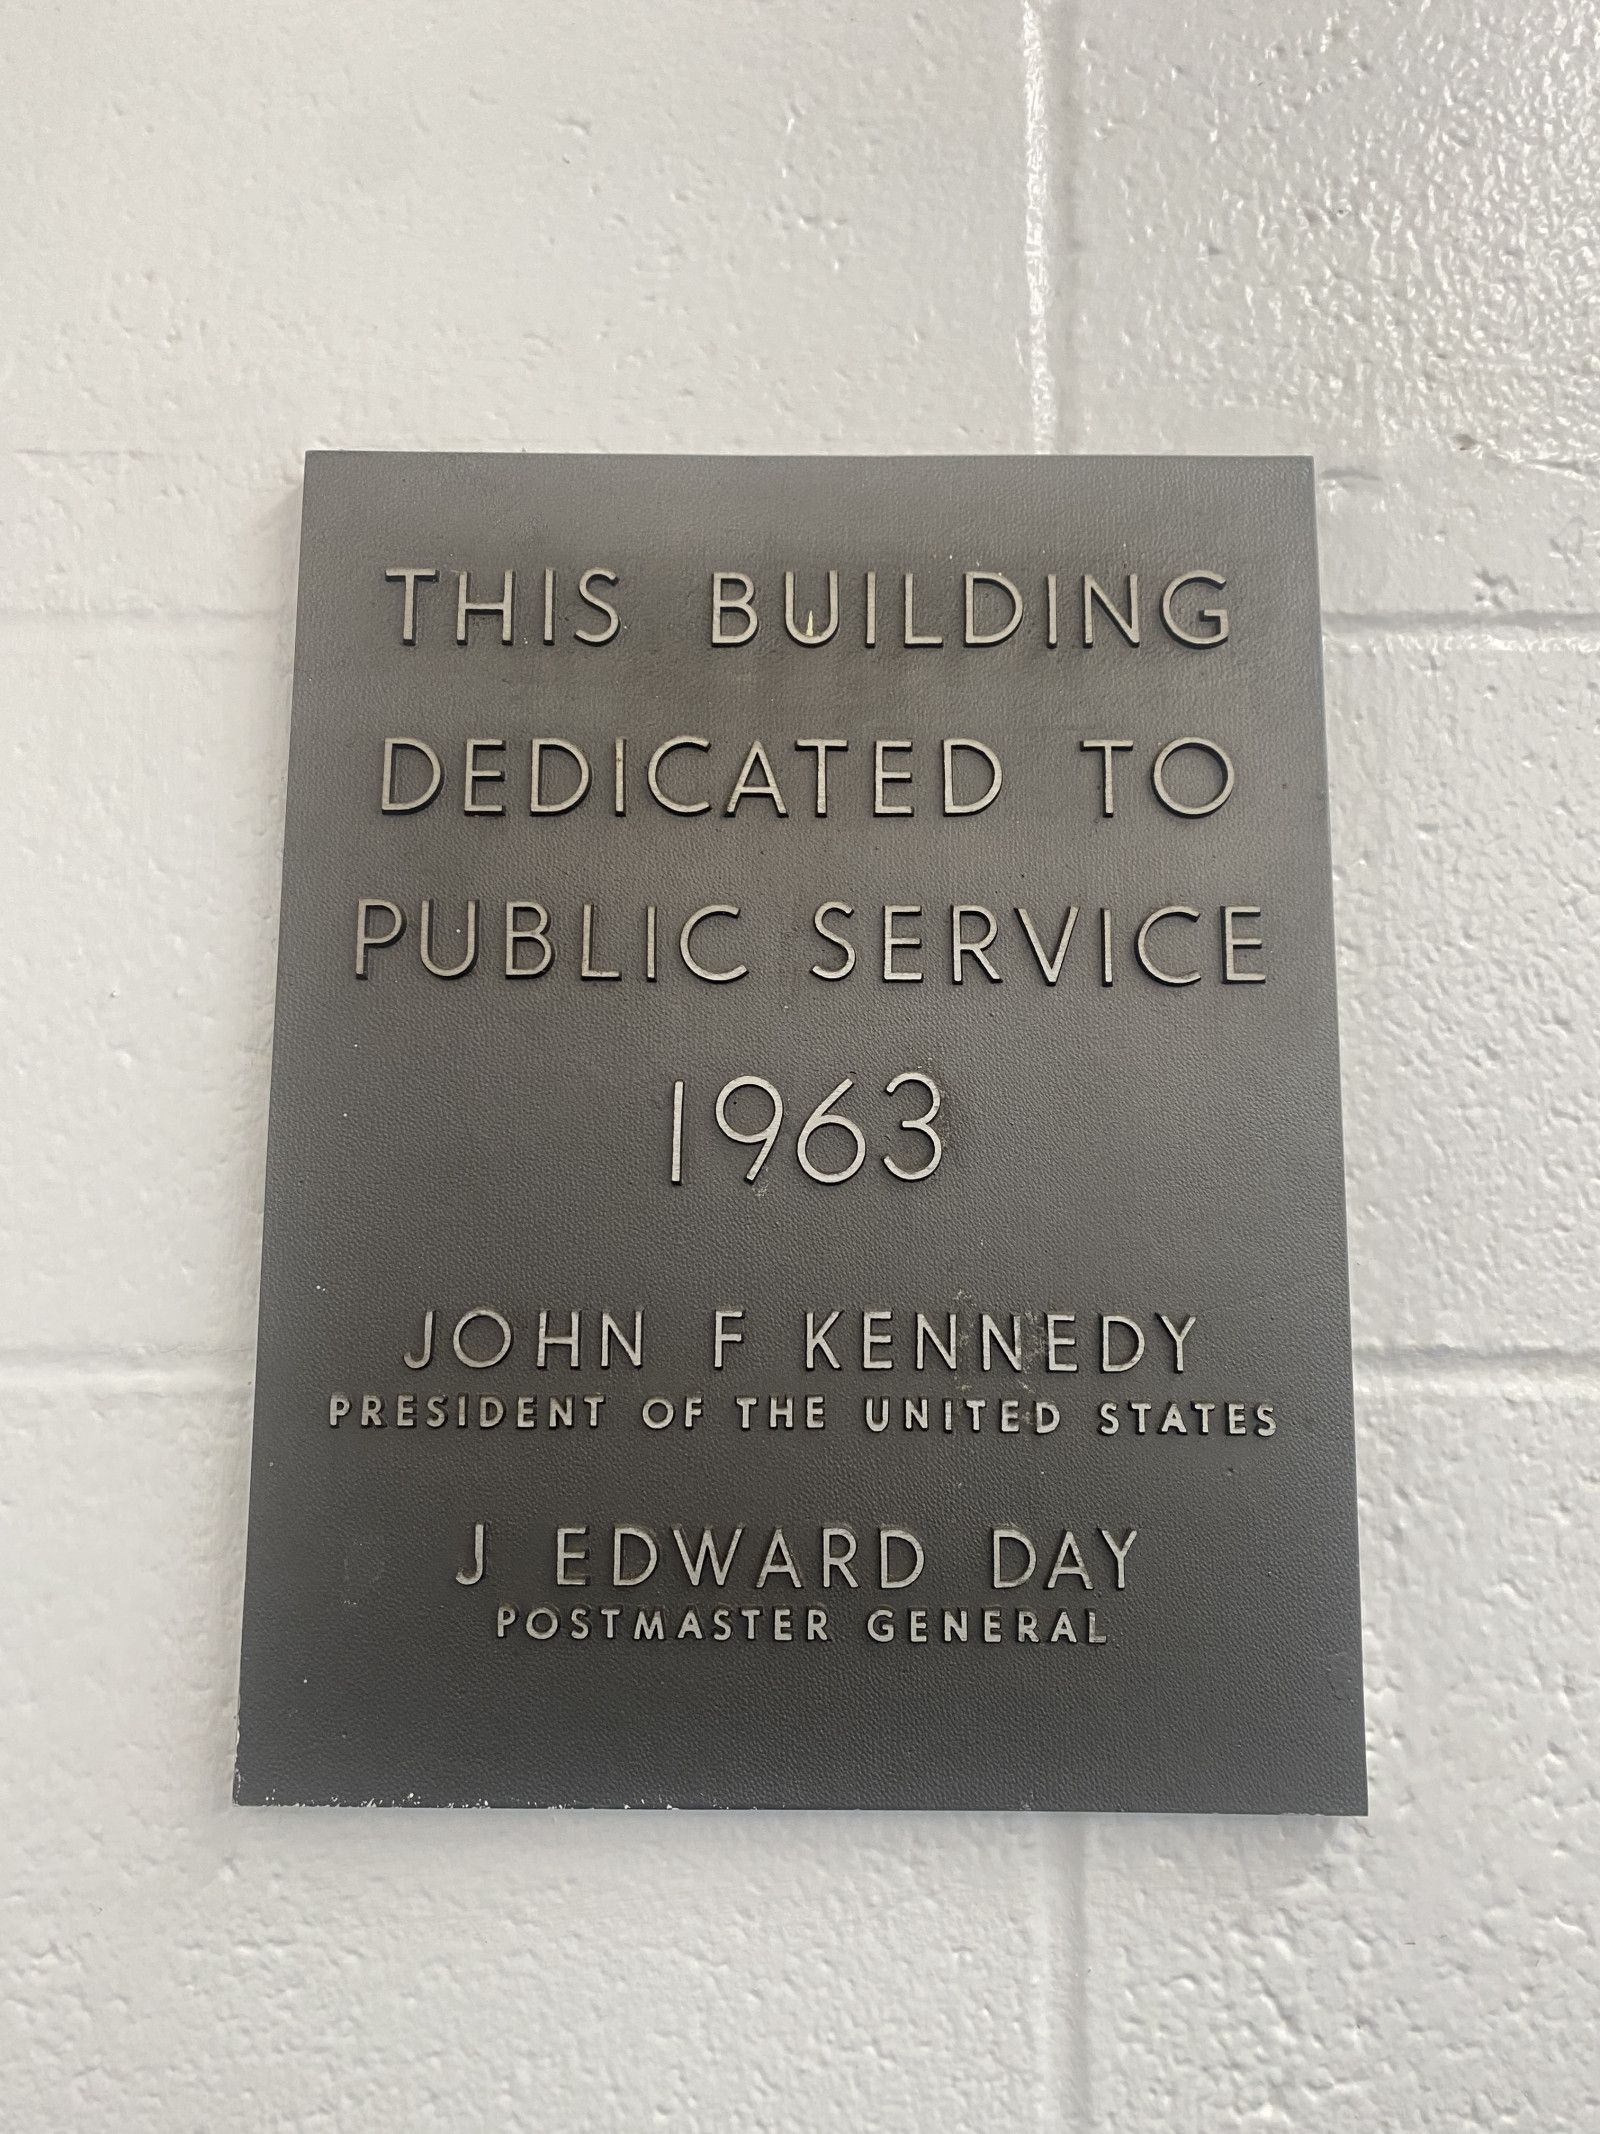 THIS BUILDING
DEDICATED TO
PUBLIC SERVICE
1963
JOHN F KENNEDY
PRESIDENT OF THE UNITED STATES
J EDWARD DAY
POSTMASTER GENERAL